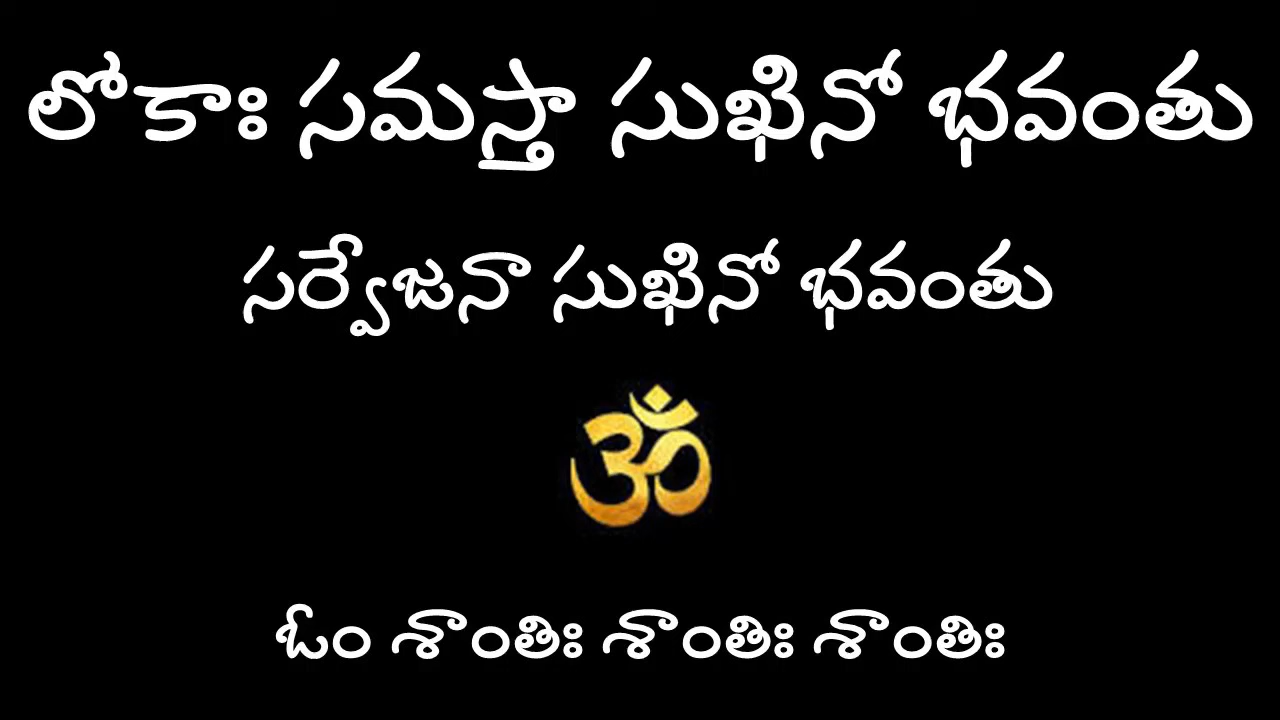 లోకాః సమస్తా సుఖినో భవంతు
సర్వేజనా సుఖినో భవంతు
ॐ
ఓం శాంతిః శాంతిః శాంతిః